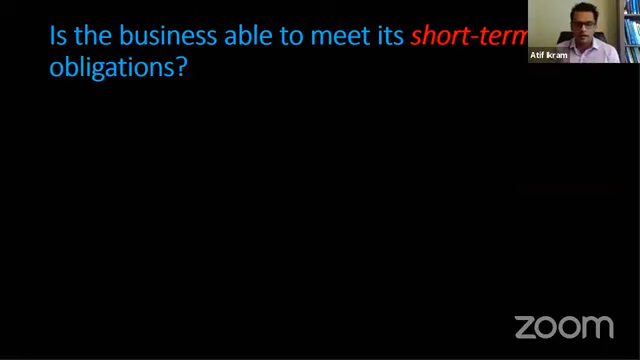 Is the business able to meet its short-term
obligations?
Atif Ikram
zoom